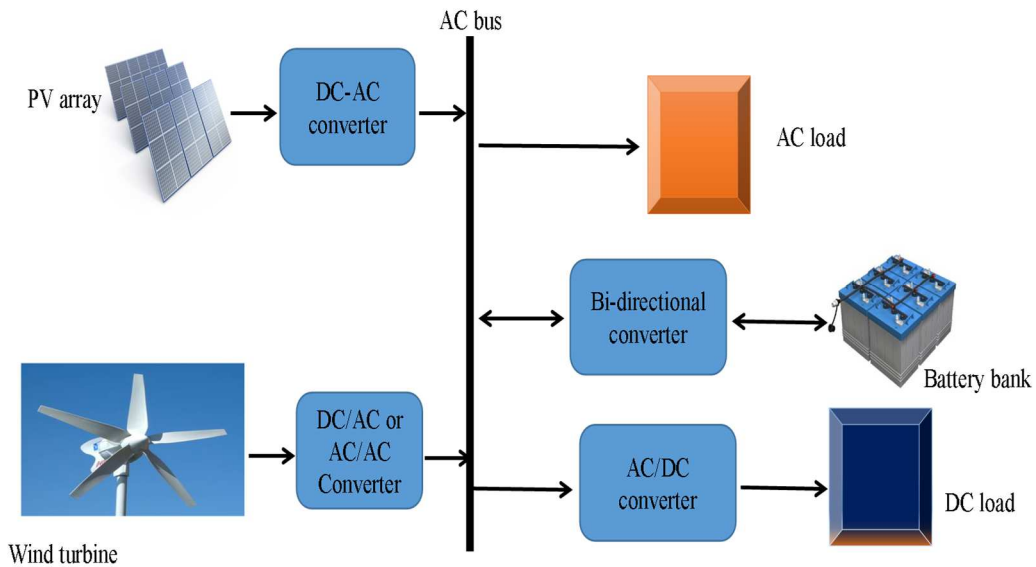 AC bus
PV array
DC-AC
converter
AC load
Bi-directional
converter
Battery bank
DC/AC or
AC/AC
Converter
AC/DC
converter
DC load
Wind turbine